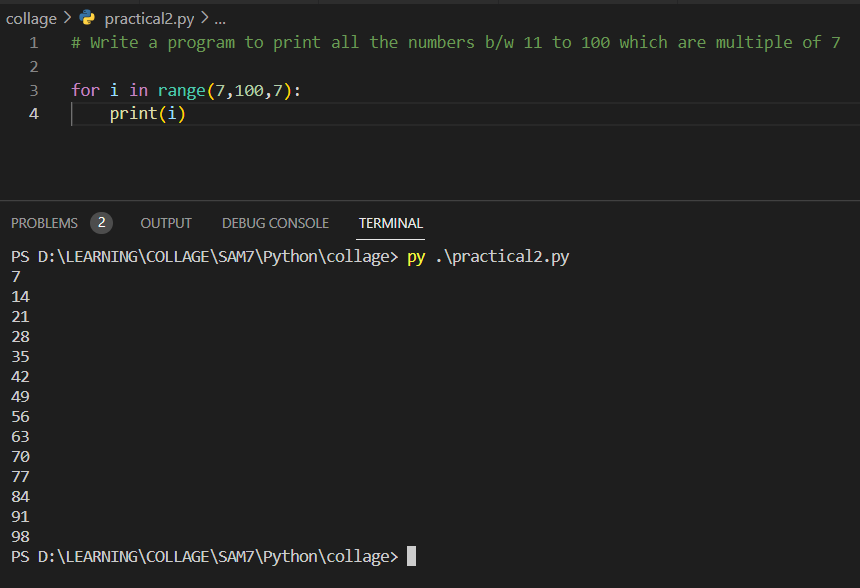 collage > practical2.py > ...
1 # Write a program to print all the numbers b/w 11 to 100 which are multiple of 7
2
3 for i in range(7,100,7):
4     print(i)
PROBLEMS 2 OUTPUT DEBUG CONSOLE TERMINAL
PS D:\LEARNING\COLLAGE\SAM7\Python\collage> py .\practical2.py
7
14
21
28
35
42
49
56
63
70
77
84
91
98
PS D:\LEARNING\COLLAGE\SAM7\Python\collage>